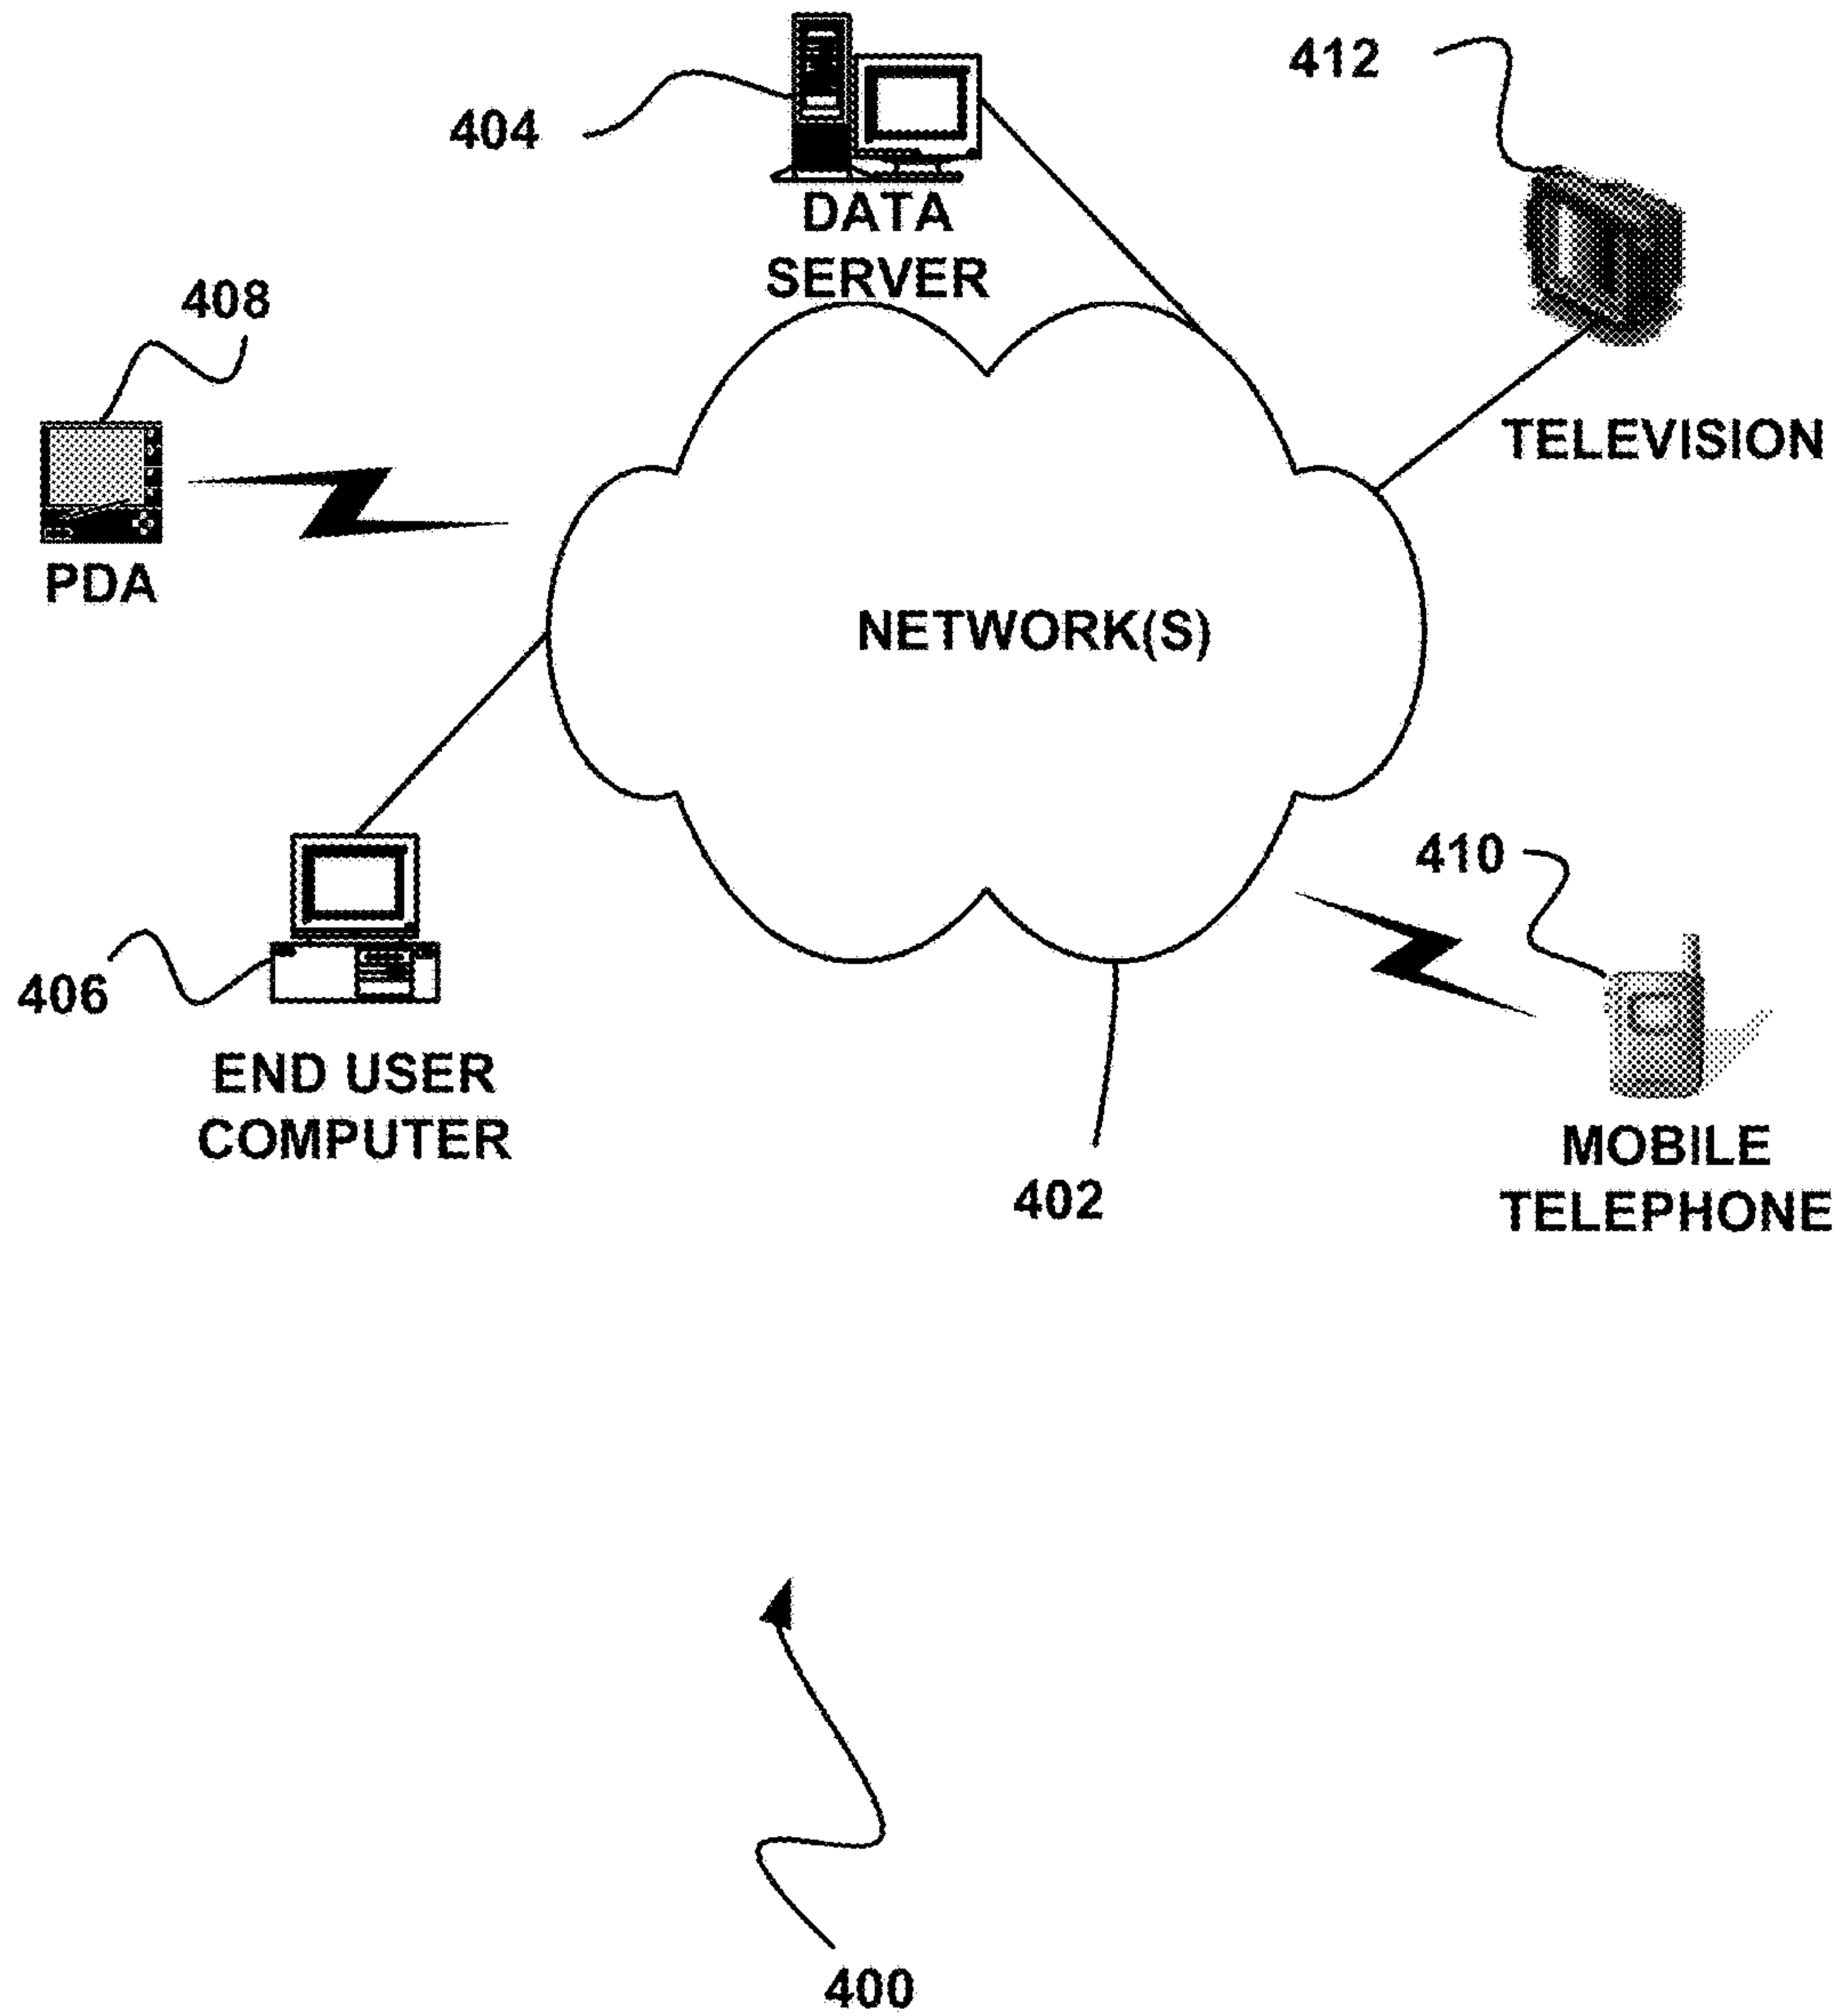 412
404
DATA
SERVER
408
TELEVISION
PDA
NETWORK(S)
410
406
END USER
COMPUTER
MOBILE
TELEPHONE
402
400